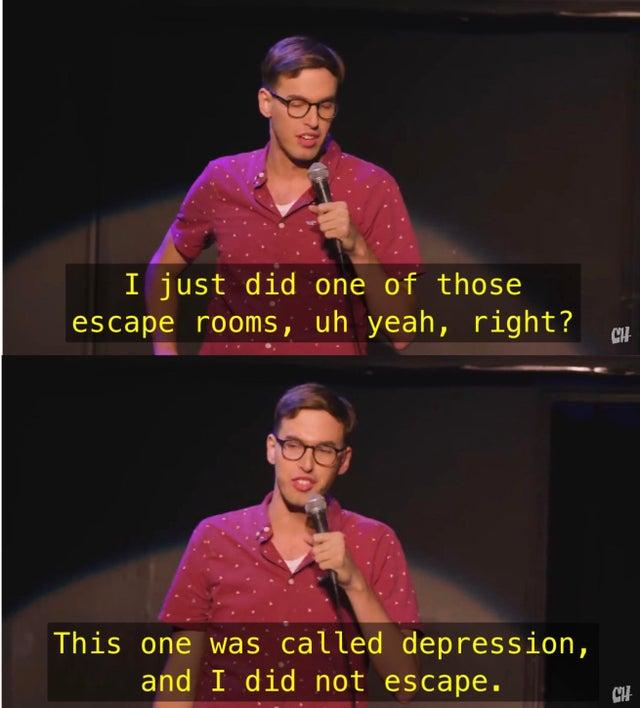 I just did one of those
escape rooms, uh yeah, right?
CH
This one was called depression,
and I did not escape.
CH